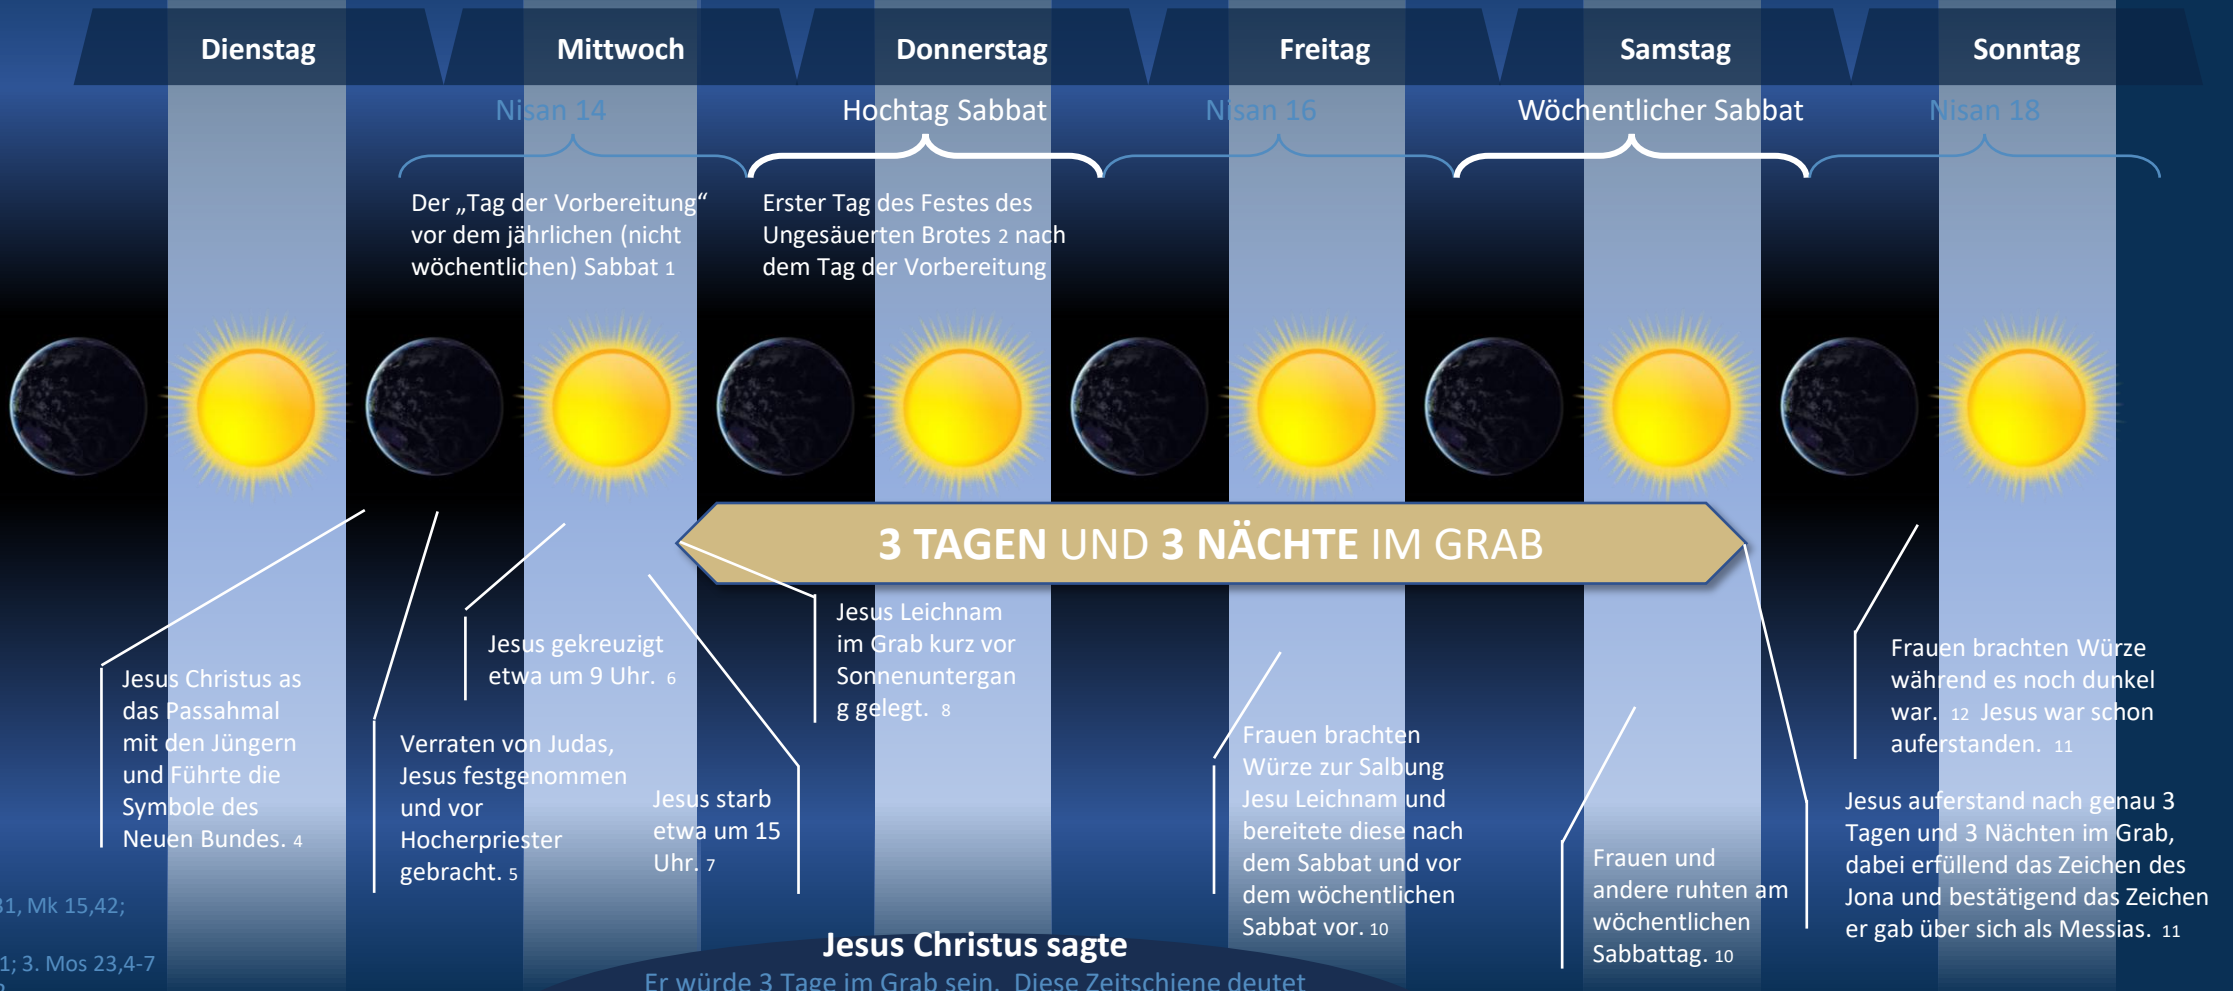 Dienstag
Mittwoch
Donnerstag
Freitag
Samstag
Sonntag
Nisan 14
Hochtag Sabbat
Nisan 16
Wöchentlicher Sabbat
Nisan 18
Der „Tag der Vorbereitung“
vor dem jährlichen (nicht
wöchentlichen) Sabbat 1
Erster Tag des Festes des
Ungesäuerten Brotes 2 nach
dem Tag der Vorbereitung
3 TAGEN UND 3 NÄCHTE IM GRAB
Jesus Christus as
das Passahmal
mit den Jüngern
und Führte die
Symbole des
Neuen Bundes. 4
Verraten von Judas,
Jesus festgenommen
und vor
Hocherpriester
gebracht. 5
Jesus gekreuzigt
etwa um 9 Uhr. 6
Jesus starb
etwa um 15
Uhr. 7
Jesus Leichnam
im Grab kurz vor
Sonnenuntergan
g gelegt. 8
Frauen brachten
Würze zur Salbung
Jesu Leichnam und
bereitete diese nach
dem Sabbat und vor
dem wöchentlichen
Sabbat vor. 10
Frauen und
andere ruhten am
wöchentlichen
Sabbattag. 10
Frauen brachten Würze
während es noch dunkel
war. 12 Jesus war schon
auferstanden. 11
Jesus auferstand nach genau 3
Tagen und 3 Nächten im Grab,
dabei erfüllend das Zeichen des
Jona und bestätigend das Zeichen
er gab über sich als Messias. 11
31, Mk 15,42;
1; 3. Mos 23,4-7
Jesus Christus sagte
Er würde 3 Tage im Grab sein. Diese Zeitschiene deutet